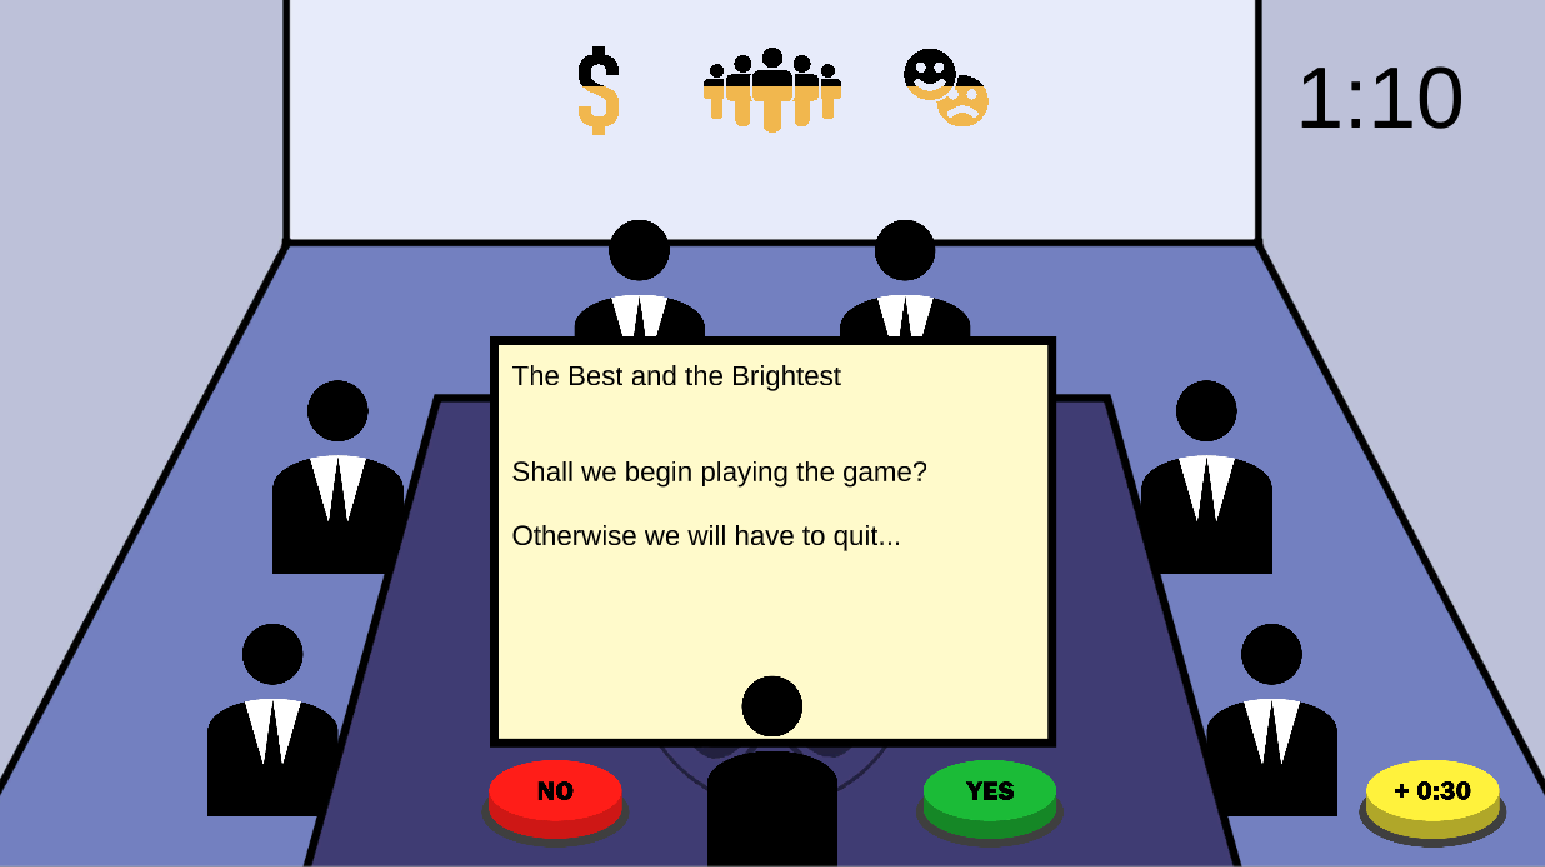 $
1:10
The Best and the Brightest
Shall we begin playing the game?
Otherwise we will have to quit...
NO
YES
+ 0:30